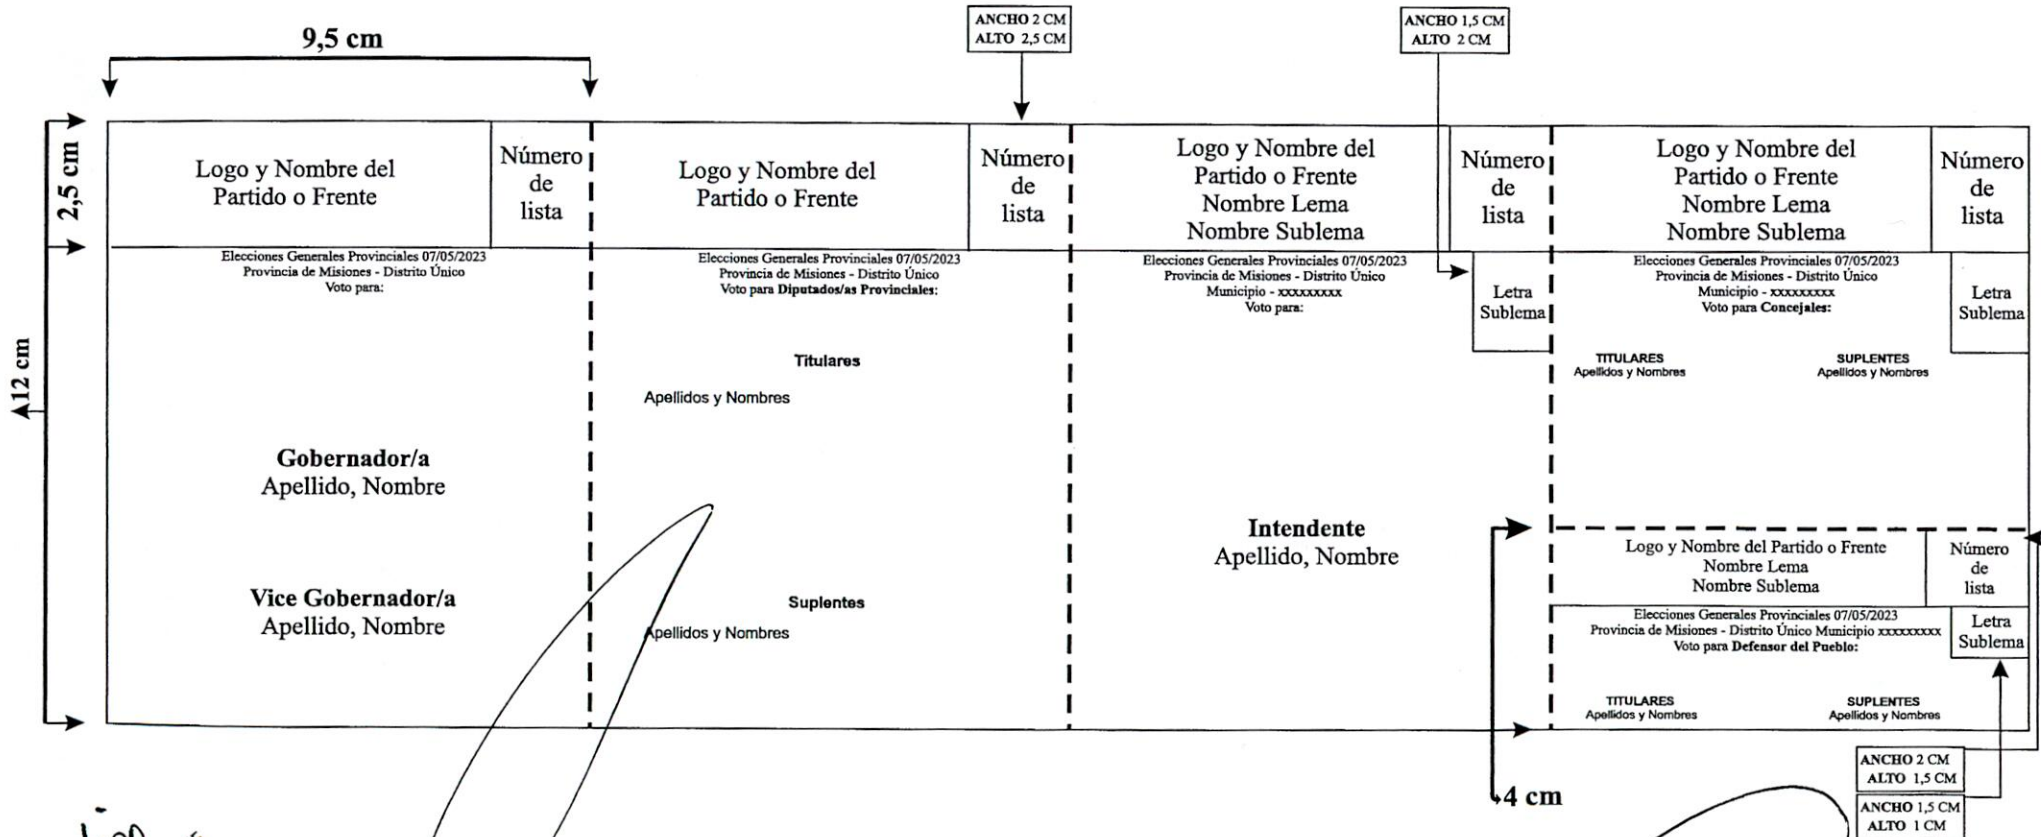 9,5 cm
ANCHO 2 CM
ALTO 2,5 CM
ANCHO 1,5 CM
ALTO 2 CM
2,5 cm
12 cm
Logo y Nombre del
Partido o Frente
Número
de
lista
Elecciones Generales Provinciales 07/05/2023
Provincia de Misiones - Distrito Único
Voto para:
Gobernador/a
Apellido, Nombre
Vice Gobernador/a
Apellido, Nombre
Logo y Nombre del
Partido o Frente
Número
de
lista
Elecciones Generales Provinciales 07/05/2023
Provincia de Misiones - Distrito Único
Voto para Diputados/as Provinciales:
Titulares
Apellidos y Nombres
Suplentes
Apellidos y Nombres
Logo y Nombre del
Partido o Frente
Nombre Lema
Nombre Sublema
Número
de
lista
Elecciones Generales Provinciales 07/05/2023
Provincia de Misiones - Distrito Único
Municipio - xxxxxxxxx
Voto para:
Letra
Sublema
Intendente
Apellido, Nombre
Logo y Nombre del
Partido o Frente
Nombre Lema
Nombre Sublema
Número
de
lista
Elecciones Generales Provinciales 07/05/2023
Provincia de Misiones - Distrito Único
Municipio - xxxxxxxxx
Voto para Concejales:
Letra
Sublema
TITULARES
Apellidos y Nombres
SUPLENTES
Apellidos y Nombres
Logo y Nombre del Partido o Frente
Nombre Lema
Nombre Sublema
Número
de
lista
Elecciones Generales Provinciales 07/05/2023
Provincia de Misiones - Distrito Único Municipio xxxxxxxxx
Voto para Defensor del Pueblo:
Letra
Sublema
TITULARES
Apellidos y Nombres
SUPLENTES
Apellidos y Nombres
4 cm
ANCHO 2 CM
ALTO 1,5 CM
ANCHO 1,5 CM
ALTO 1 CM